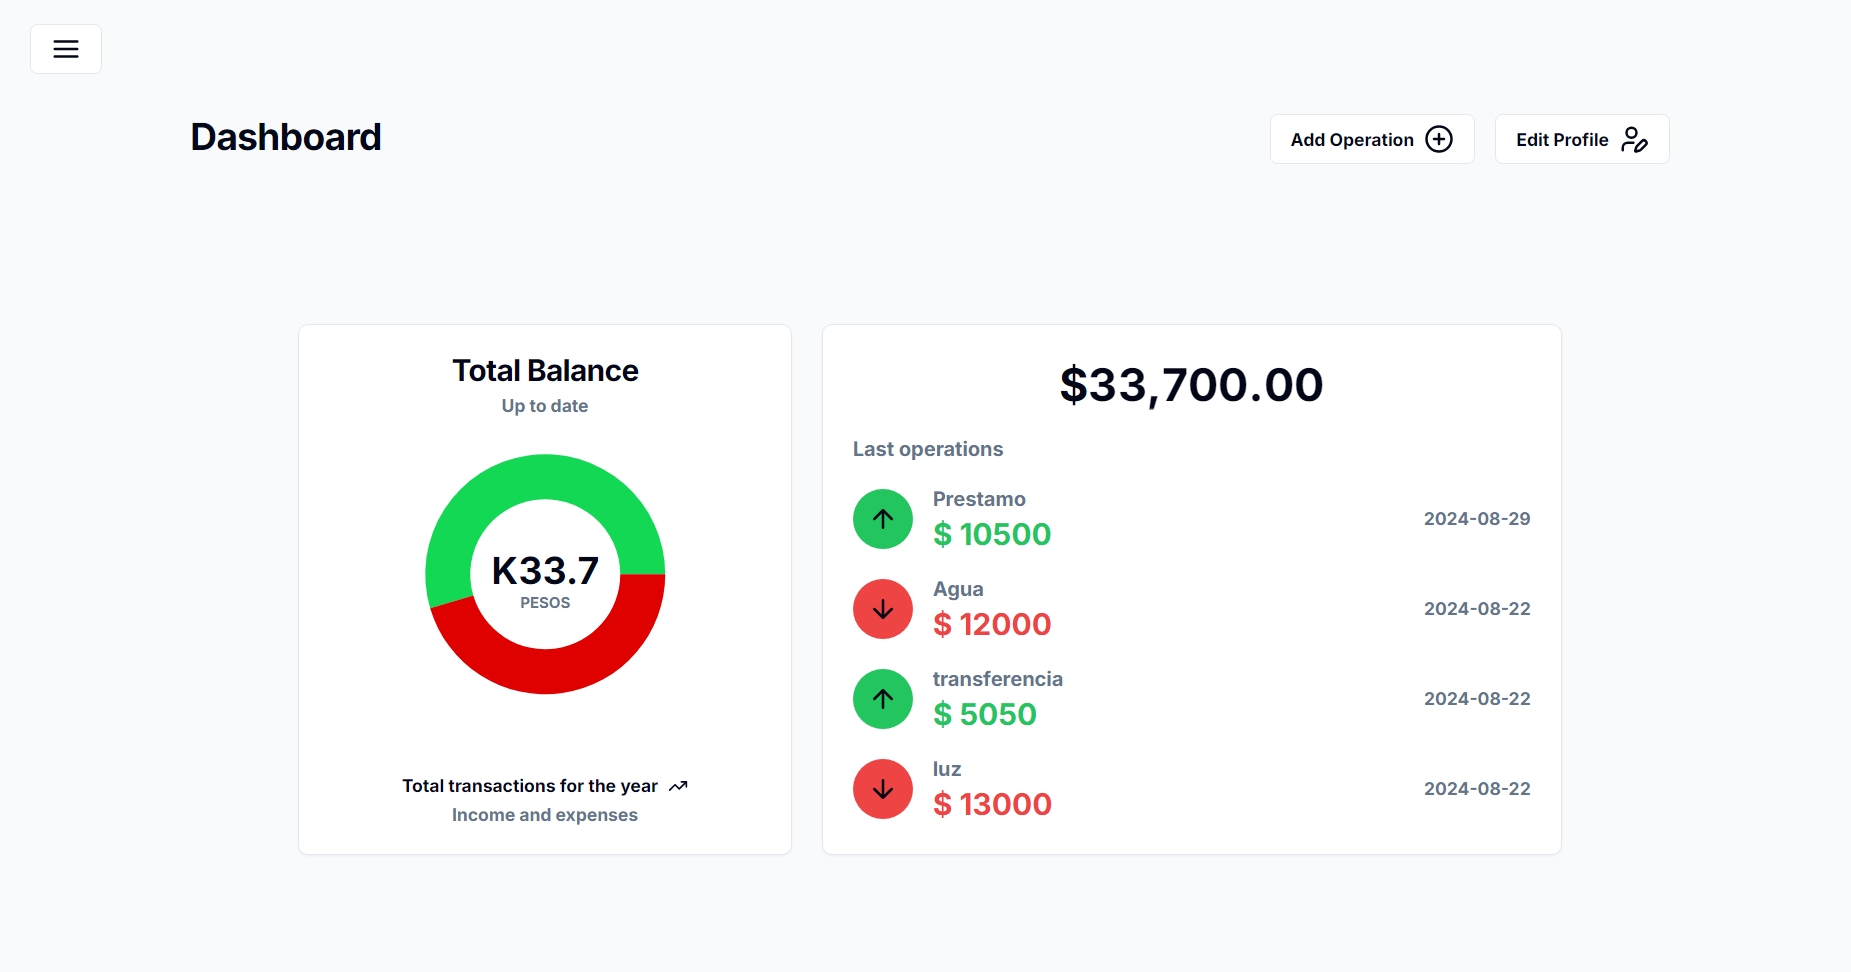 Dashboard
Add Operation
Edit Profile
Total Balance
Up to date
K33.7
PESOS
Total transactions for the year
Income and expenses
$33,700.00
Last operations
Prestamo
$ 10500
2024-08-29
Agua
$ 12000
2024-08-22
transferencia
$ 5050
2024-08-22
luz
$ 13000
2024-08-22